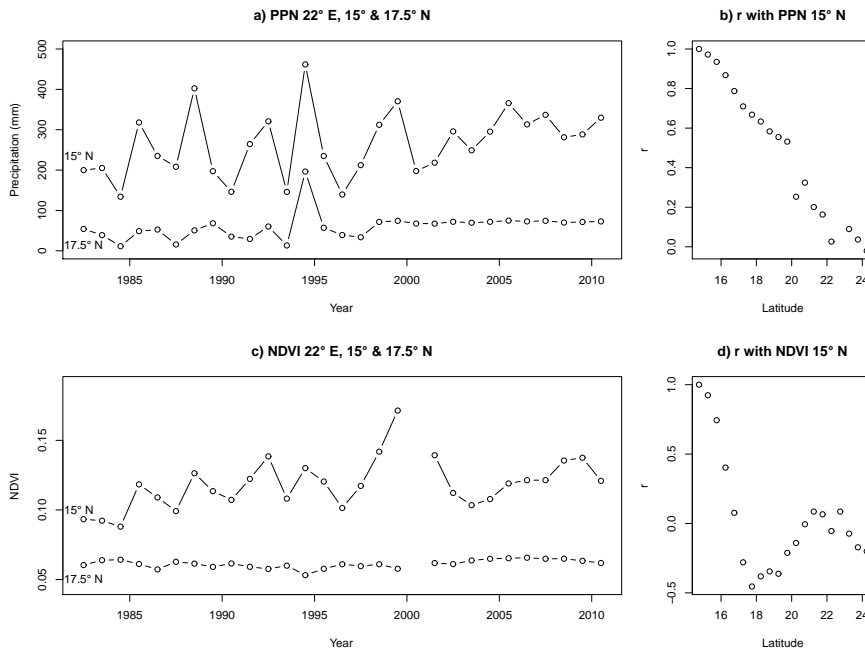 a) PPN 22° E, 15° & 17.5° N
Precipitation (mm)
500
400
300
200
100
0
15° N
17.5° N
1985 1990 1995 2000 2005 2010
Year
b) r with PPN 15° N
r
1.0
0.8
0.6
0.4
0.2
0.0
16 18 20 22 24
Latitude
c) NDVI 22° E, 15° & 17.5° N
NDVI
0.15
0.10
0.05
15° N
17.5° N
1985 1990 1995 2000 2005 2010
Year
d) r with NDVI 15° N
r
1.0
0.5
0.0
−0.5
16 18 20 22 24
Latitude